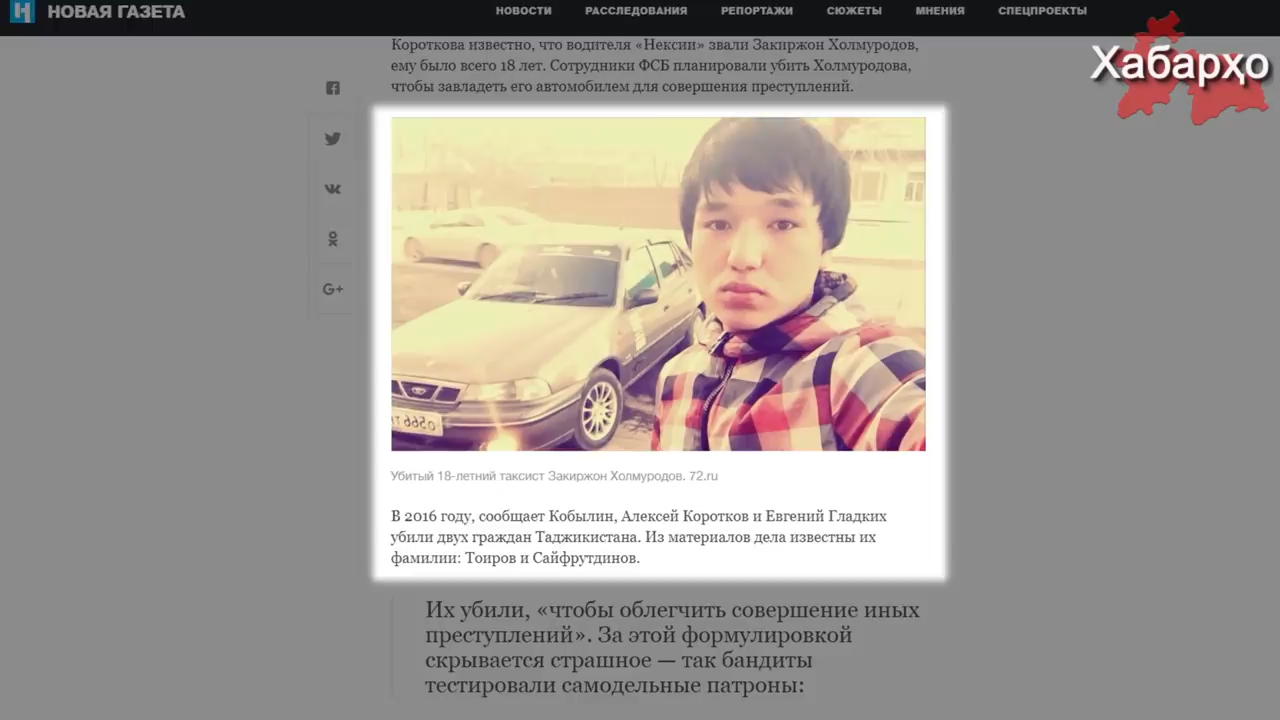 НОВАЯ ГАЗЕТА
НОВОСТИ РАССЛЕДОВАНИЯ РЕПОРТАЖИ СЮЖЕТЫ МНЕНИЯ СПЕЦПРОЕКТЫ
Хабарҳо
Короткова известно, что водителя «Нексии» звали Закиржон Холмуродов,
ему было всего 18 лет. Сотрудники ФСБ планировали убить Холмуродова,
чтобы завладеть его автомобилем для совершения преступлений.
G+
Убитый 18-летний таксист Закиржон Холмуродов. 72.ru
В 2016 году, сообщает Кобылин, Алексей Коротков и Евгений Гладких
убили двух граждан Таджикистана. Из материалов дела известны их
фамилии: Тоиров и Сайфрутдинов.
Их убили, «чтобы облегчить совершение иных
преступлений». За этой формулировкой
скрывается страшное — так бандиты
тестировали самодельные патроны: